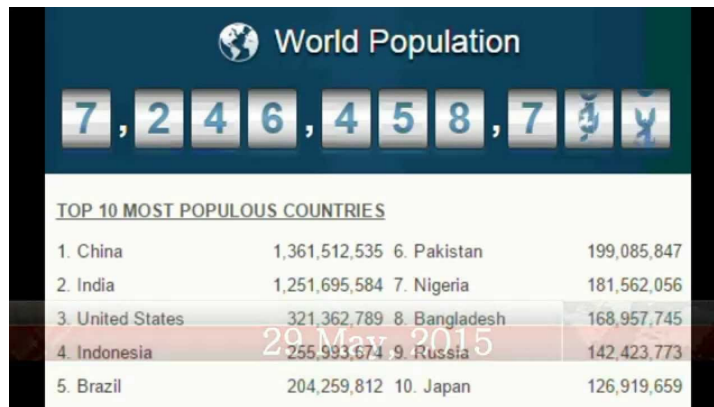 World Population
7,246,458,7
TOP 10 MOST POPULOUS COUNTRIES
1. China 1,361,512,535 6. Pakistan 199,085,847
2. India 1,251,695,584 7. Nigeria 181,562,056
3. United States 321,362,789 8. Bangladesh 168,957,745
29 May, 2015
4. Indonesia 255,993,674 9. Russia 142,423,773
5. Brazil 204,259,812 10. Japan 126,919,659